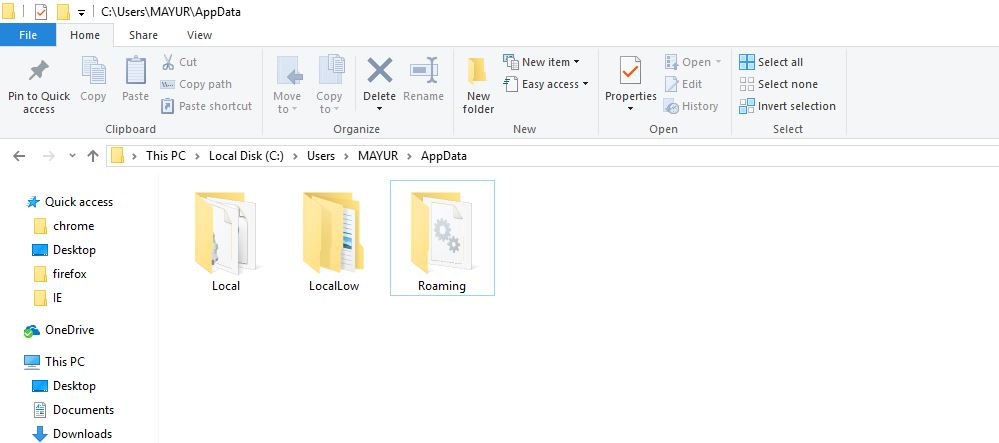 C:\Users\MAYUR\AppData
File Home Share View
Pin to Quick access
Copy
Paste
Cut
Copy path
Paste shortcut
Clipboard
Move to
Copy to
Delete
Rename
Organize
New folder
New item
Easy access
New
Properties
Open
Edit
History
Open
Select all
Select none
Invert selection
Select
This PC > Local Disk (C:) > Users > MAYUR > AppData
Quick access
chrome
Desktop
firefox
IE
OneDrive
This PC
Desktop
Documents
Downloads
Local
LocalLow
Roaming